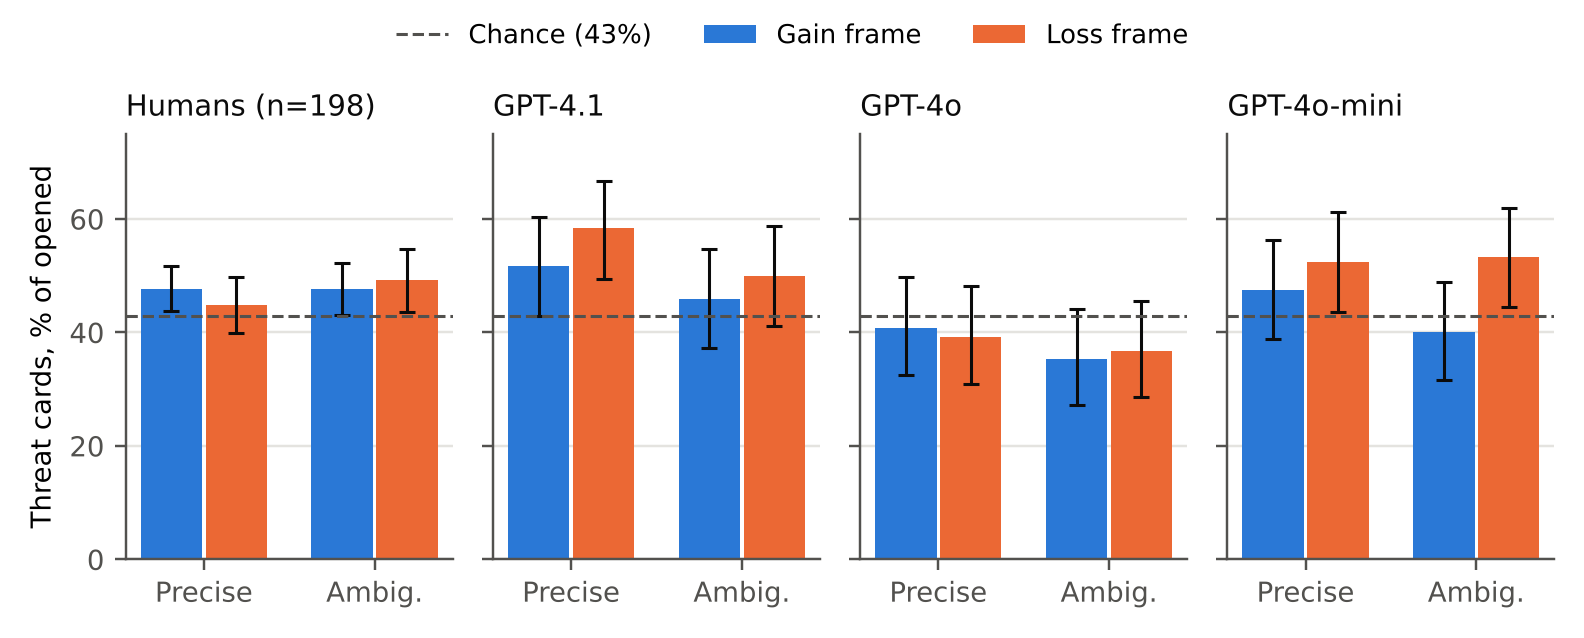 Chance (43%) Gain frame Loss frame
Humans (n=198) GPT-4.1 GPT-4o GPT-4o-mini
Threat cards, % of opened
60
40
20
0
Precise Ambig. Precise Ambig. Precise Ambig. Precise Ambig.